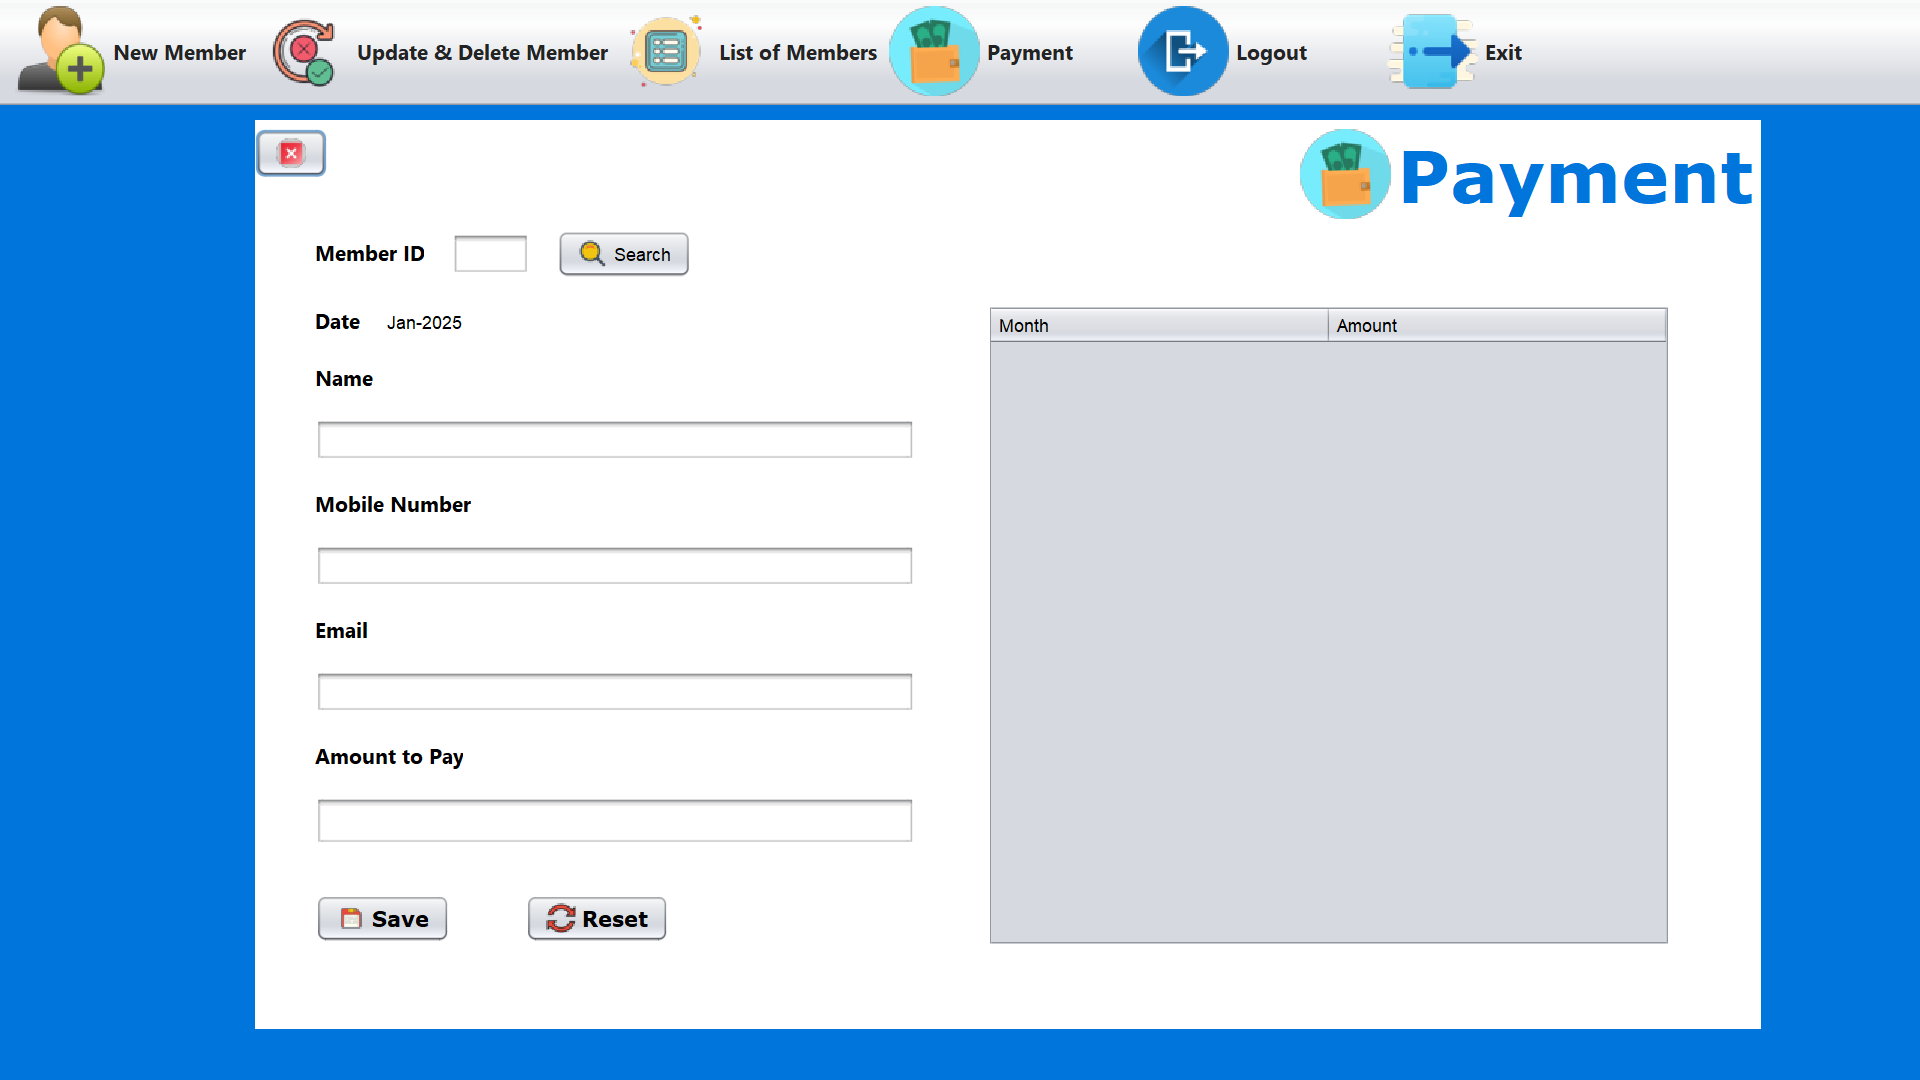 New Member
Update & Delete Member
List of Members
Payment
Logout
Exit
Payment
Member ID
Search
Date
Jan-2025
Month
Amount
Name
Mobile Number
Email
Amount to Pay
Save
Reset